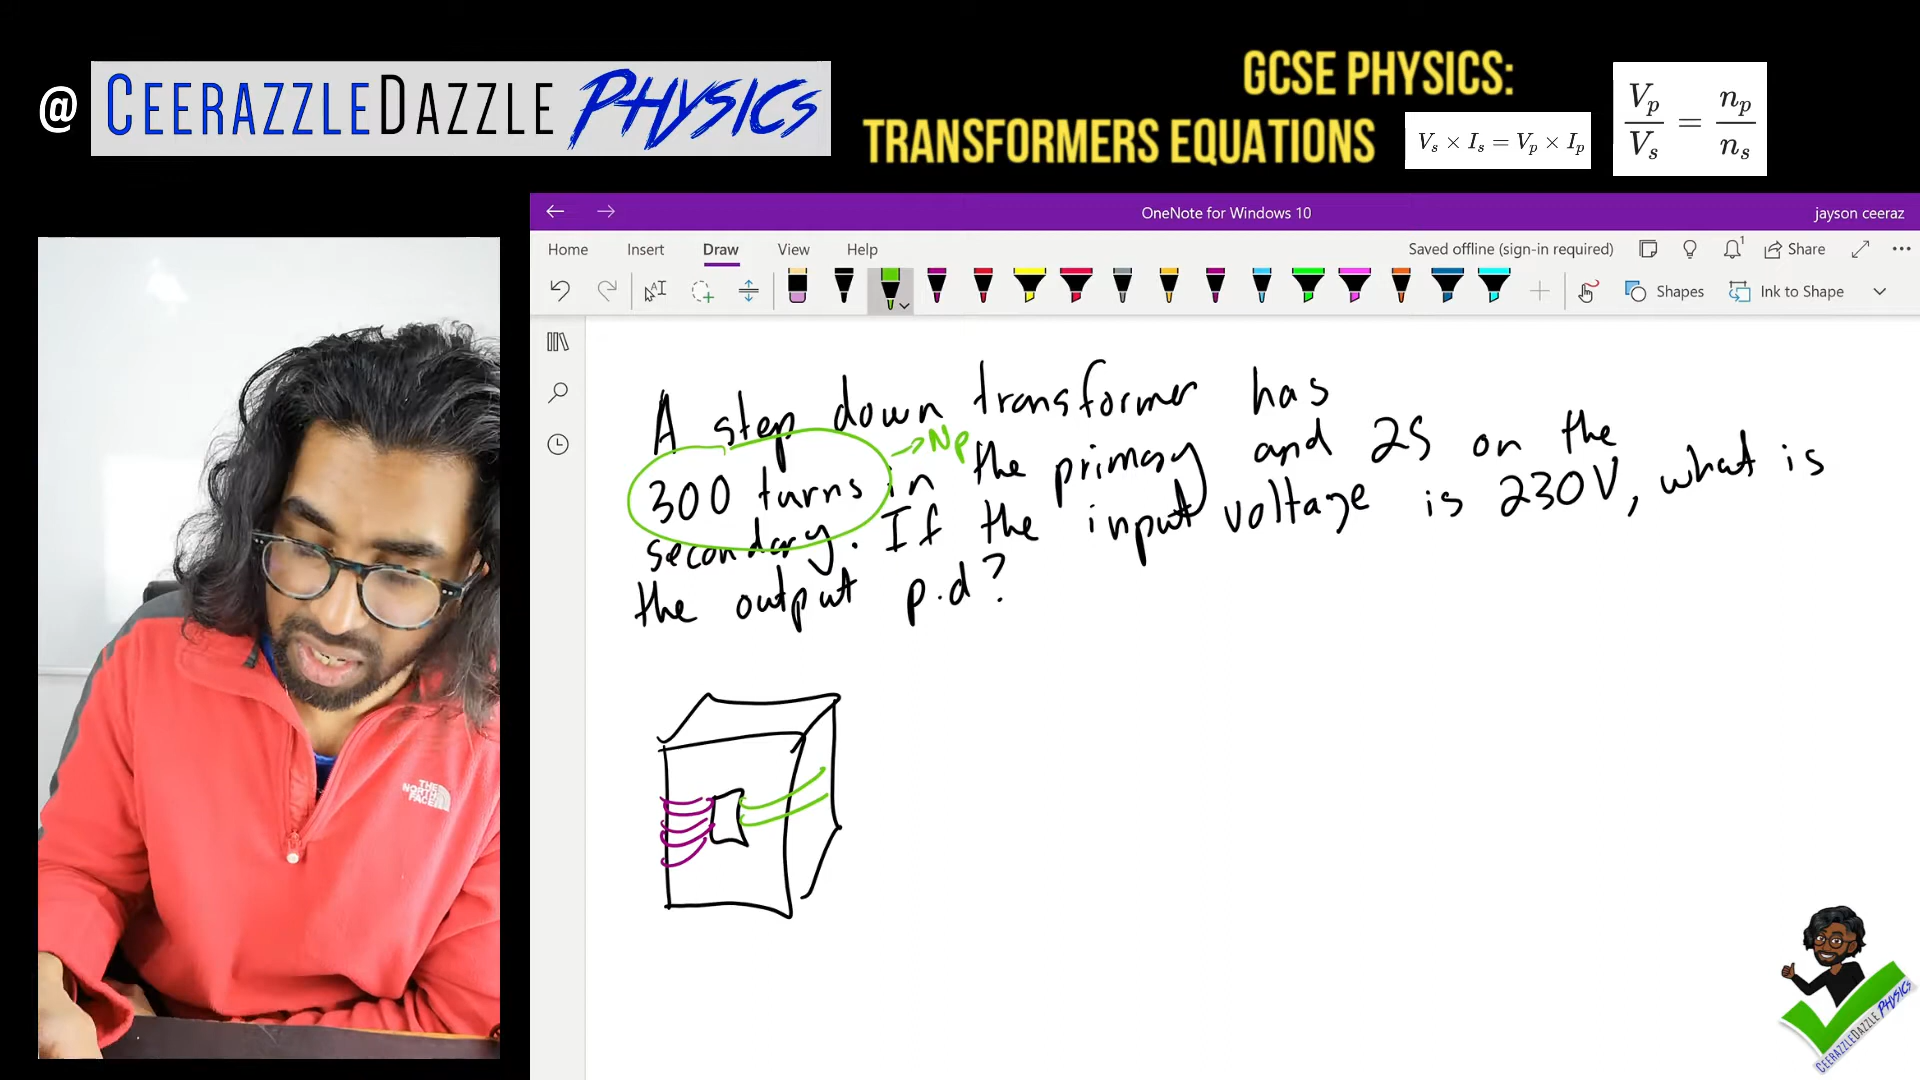 @ CEERAZZLEDAZZLE PHYSICS
GCSE PHYSICS:
TRANSFORMERS EQUATIONS
Vs × Is = Vp × Ip
Vp/Vs = np/ns
OneNote for Windows 10
jayson ceeraz
Home Insert Draw View Help
Saved offline (sign-in required)
1
Share
Shapes
Ink to Shape
A step down transformer has
300 turns in the primary and 25 on the
→ Np
secondary. If the input voltage is 230V, what is
the output p.d?
THE NORTH FACE
CEERAZZLEDAZZLE PHYSICS